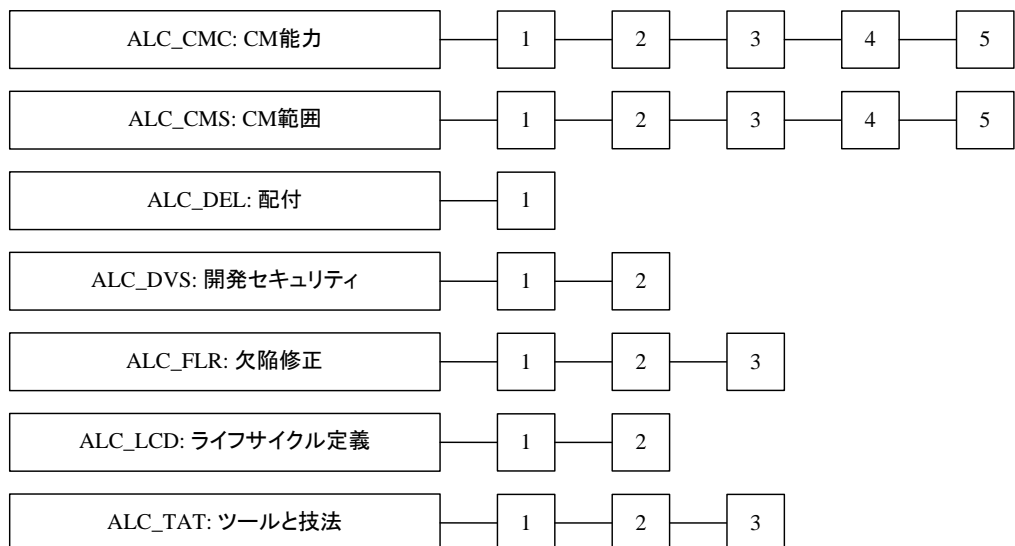 ALC_CMC: CM能力 1 2 3 4 5
ALC_CMS: CM範囲 1 2 3 4 5
ALC_DEL: 配付 1
ALC_DVS: 開発セキュリティ 1 2
ALC_FLR: 欠陥修正 1 2 3
ALC_LCD: ライフサイクル定義 1 2
ALC_TAT: ツールと技法 1 2 3